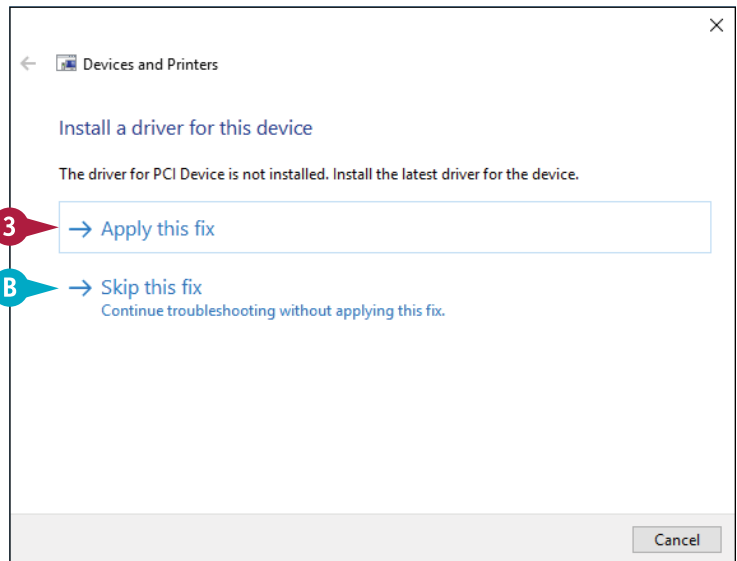 Devices and Printers
Install a driver for this device
The driver for PCI Device is not installed. Install the latest driver for the device.
3
Apply this fix
B
Skip this fix
Continue troubleshooting without applying this fix.
Cancel